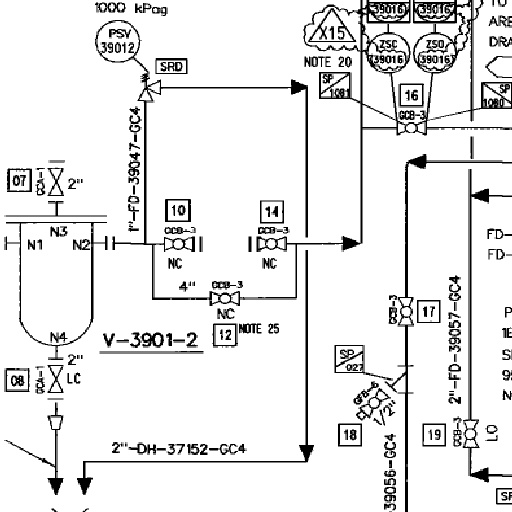 1000 kPag
PSV
39012
SRD
X15
NOTE 20
39016
39016
ZSC
39016
ZSO
39016
TO
ARE
DRA
SP
1081
16
GCB-3
SP
1080
1"-FD-39047-GC4
07
GCA-1
2"
N3
N1
N2
10
GCB-3
NC
14
GCB-3
NC
4"
GCB-3
NC
12
NOTE 25
V-3901-2
N4
2"
08
GCA-1
LC
2"-DH-37152-GC4
FD-
FD-
GCB-3
17
2"-FD-39057-GC4
SP
027
GFB-6
1/2"
18
39056-GC4
19
GCB-3
LO
P
1E
SP
95
N
SP